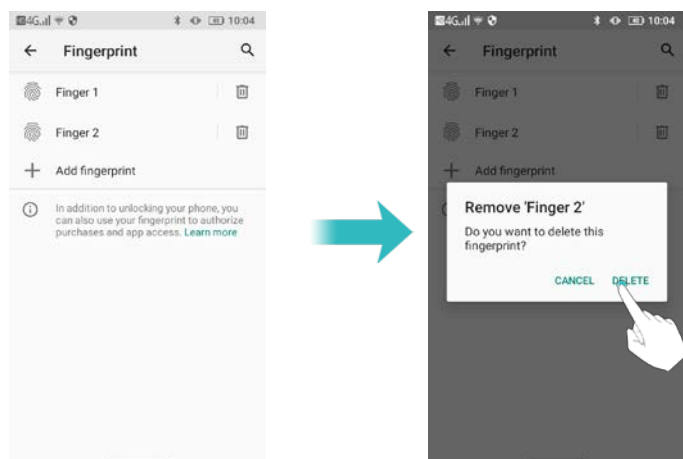 4G 10:04
Fingerprint
Finger 1
Finger 2
Add fingerprint
In addition to unlocking your phone, you
can also use your fingerprint to authorize
purchases and app access. Learn more
4G 10:04
Fingerprint
Finger 1
Finger 2
Add fingerprint
Remove 'Finger 2'
Do you want to delete this
fingerprint?
CANCEL DELETE